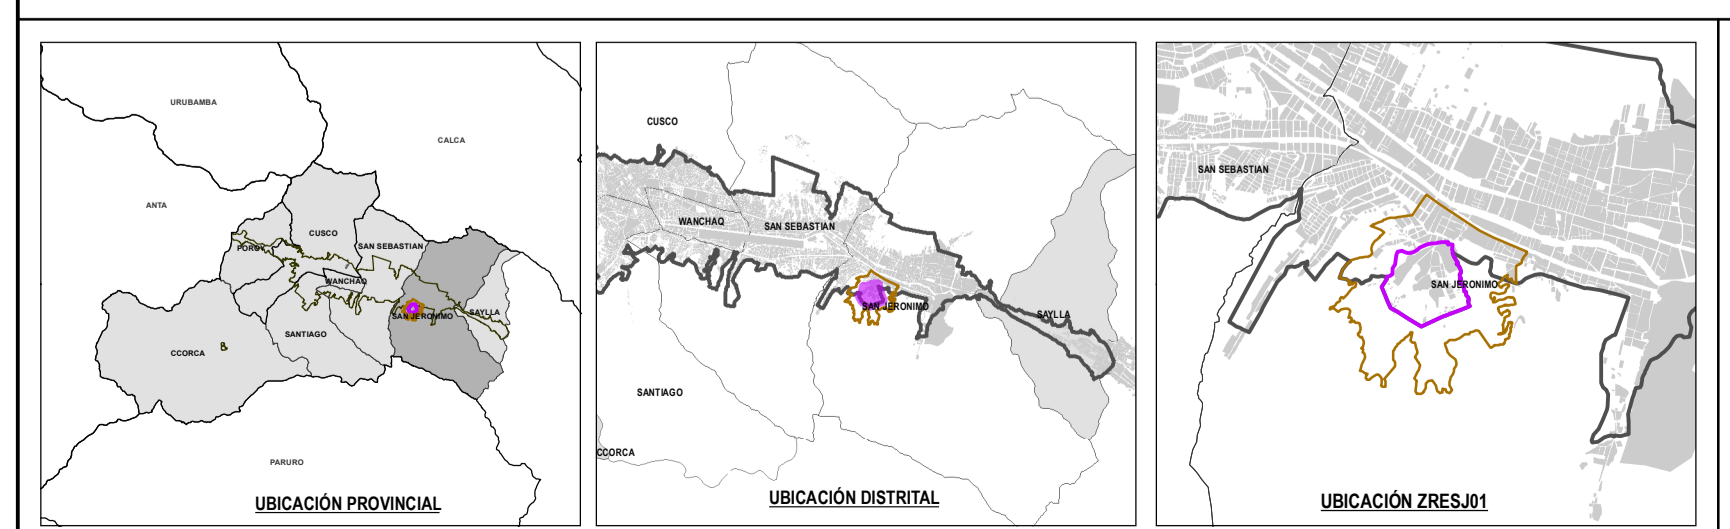 URUBAMBA
CALCA
ANTA
CUSCO
POROY
SAN SEBASTIAN
WANCHAQ
SAN JERONIMO
SAYLLA
SANTIAGO
CCORCA
PARURO
UBICACIÓN PROVINCIAL
CUSCO
WANCHAQ
SAN SEBASTIAN
SAN JERONIMO
SAYLLA
SANTIAGO
CCORCA
UBICACIÓN DISTRITAL
SAN SEBASTIAN
SAN JERONIMO
UBICACIÓN ZRESJ01